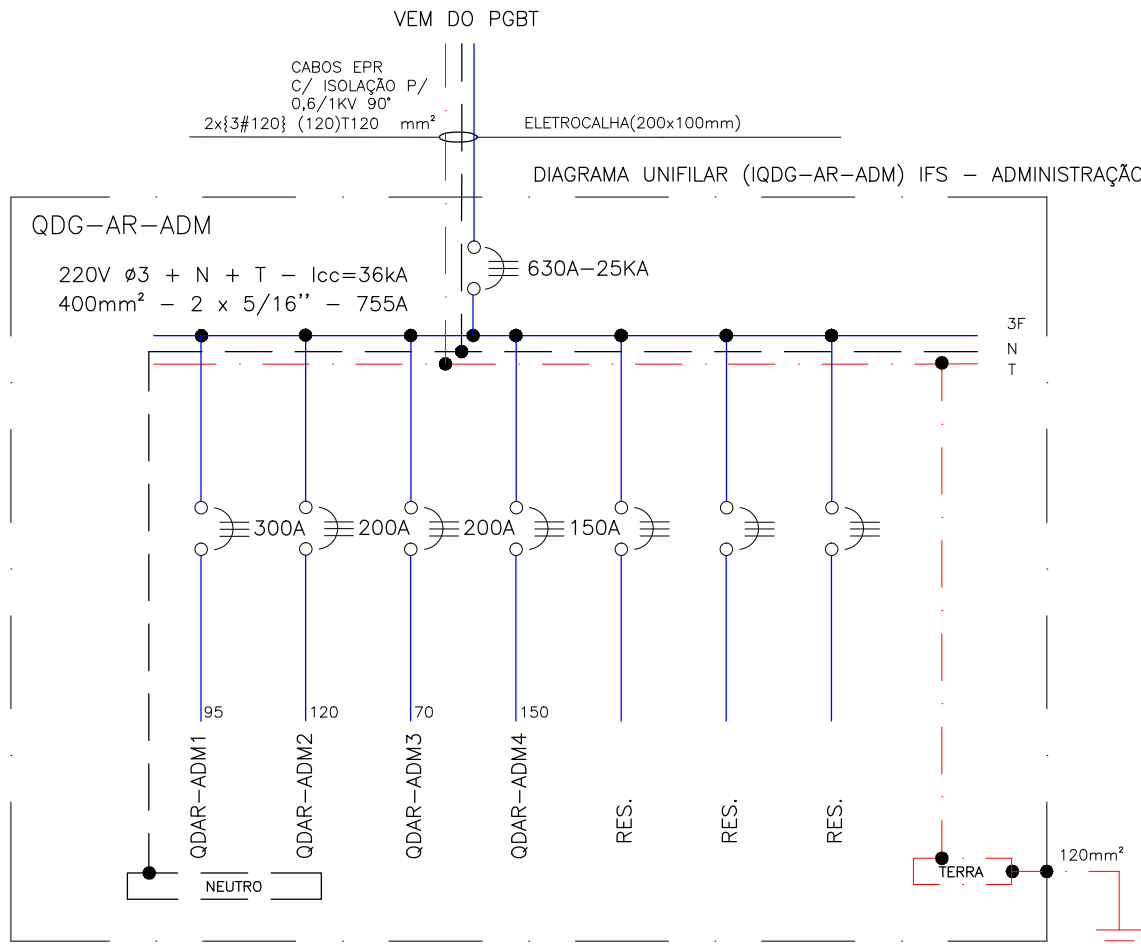 VEM DO PGBT
CABOS EPR
C/ ISOLAÇÃO P/
0,6/1KV 90°
2x{3#120} (120)T120 mm²
ELETROCALHA(200x100mm)
DIAGRAMA UNIFILAR (IQDG-AR-ADM) IFS - ADMINISTRAÇÃO
QDG-AR-ADM
220V ø3 + N + T - Icc=36kA
400mm² - 2 x 5/16'' - 755A
630A-25KA
3F
N
T
300A
200A
200A
150A
95
120
70
150
QDAR-ADM1
QDAR-ADM2
QDAR-ADM3
QDAR-ADM4
RES.
RES.
RES.
NEUTRO
TERRA
120mm²